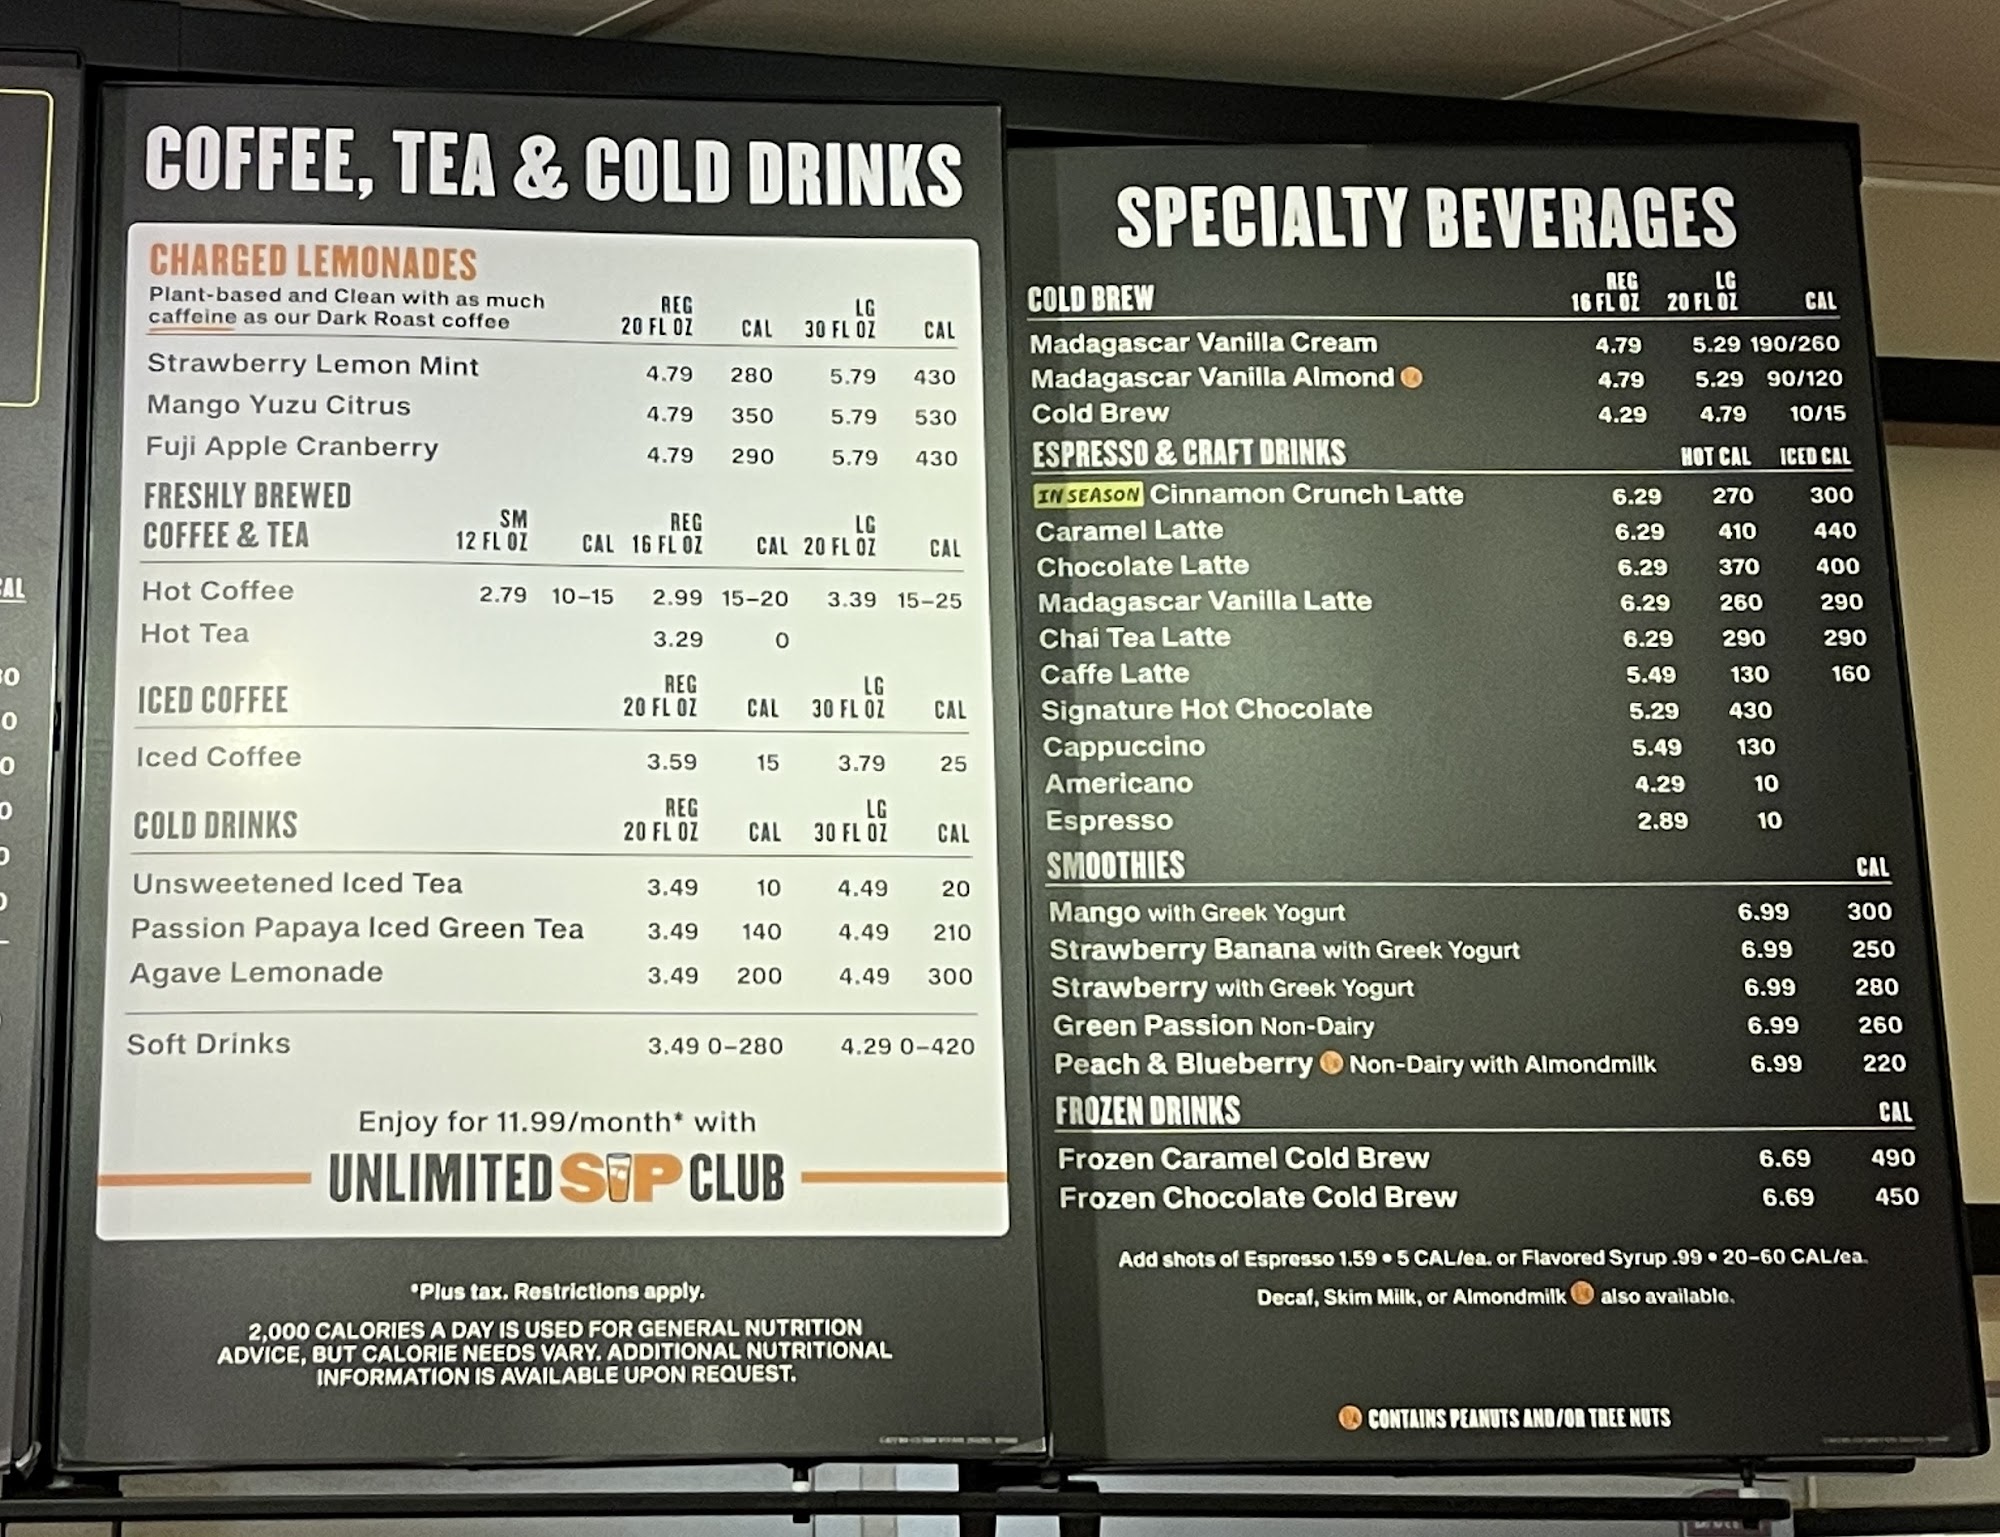 COFFEE, TEA & COLD DRINKS
CHARGED LEMONADES
Plant-based and Clean with as much
caffeine as our Dark Roast coffee
REG 20 FL OZ CAL LG 30 FL OZ CAL
Strawberry Lemon Mint 4.79 280 5.79 430
Mango Yuzu Citrus 4.79 350 5.79 530
Fuji Apple Cranberry 4.79 290 5.79 430
FRESHLY BREWED
COFFEE & TEA
SM 12 FL OZ CAL REG 16 FL OZ CAL LG 20 FL OZ CAL
Hot Coffee 2.79 10–15 2.99 15–20 3.39 15–25
Hot Tea 3.29 0
ICED COFFEE REG 20 FL OZ CAL LG 30 FL OZ CAL
Iced Coffee 3.59 15 3.79 25
COLD DRINKS REG 20 FL OZ CAL LG 30 FL OZ CAL
Unsweetened Iced Tea 3.49 10 4.49 20
Passion Papaya Iced Green Tea 3.49 140 4.49 210
Agave Lemonade 3.49 200 4.49 300
Soft Drinks 3.49 0–280 4.29 0–420
Enjoy for 11.99/month* with
UNLIMITED SIP CLUB
*Plus tax. Restrictions apply.
2,000 CALORIES A DAY IS USED FOR GENERAL NUTRITION
ADVICE, BUT CALORIE NEEDS VARY. ADDITIONAL NUTRITIONAL
INFORMATION IS AVAILABLE UPON REQUEST.
SPECIALTY BEVERAGES
COLD BREW REG 16 FL OZ LG 20 FL OZ CAL
Madagascar Vanilla Cream 4.79 5.29 190/260
Madagascar Vanilla Almond 4.79 5.29 90/120
Cold Brew 4.29 4.79 10/15
ESPRESSO & CRAFT DRINKS HOT CAL ICED CAL
IN SEASON Cinnamon Crunch Latte 6.29 270 300
Caramel Latte 6.29 410 440
Chocolate Latte 6.29 370 400
Madagascar Vanilla Latte 6.29 260 290
Chai Tea Latte 6.29 290 290
Caffe Latte 5.49 130 160
Signature Hot Chocolate 5.29 430
Cappuccino 5.49 130
Americano 4.29 10
Espresso 2.89 10
SMOOTHIES CAL
Mango with Greek Yogurt 6.99 300
Strawberry Banana with Greek Yogurt 6.99 250
Strawberry with Greek Yogurt 6.99 280
Green Passion Non-Dairy 6.99 260
Peach & Blueberry Non-Dairy with Almondmilk 6.99 220
FROZEN DRINKS CAL
Frozen Caramel Cold Brew 6.69 490
Frozen Chocolate Cold Brew 6.69 450
Add shots of Espresso 1.59 • 5 CAL/ea. or Flavored Syrup .99 • 20–60 CAL/ea.
Decaf, Skim Milk, or Almondmilk also available.
CONTAINS PEANUTS AND/OR TREE NUTS